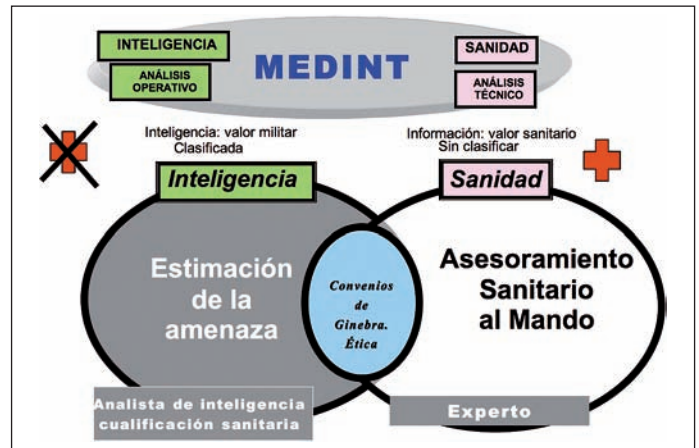 INTELIGENCIA
ANÁLISIS
OPERATIVO
MEDINT
SANIDAD
ANÁLISIS
TÉCNICO
Inteligencia: valor militar
Clasificada
Información: valor sanitario
Sin clasificar
Inteligencia
Sanidad
Estimación
de la
amenaza
Convenios
de
Ginebra.
Ética
Asesoramiento
Sanitario
al Mando
Analista de inteligencia
cualificación sanitaria
Experto